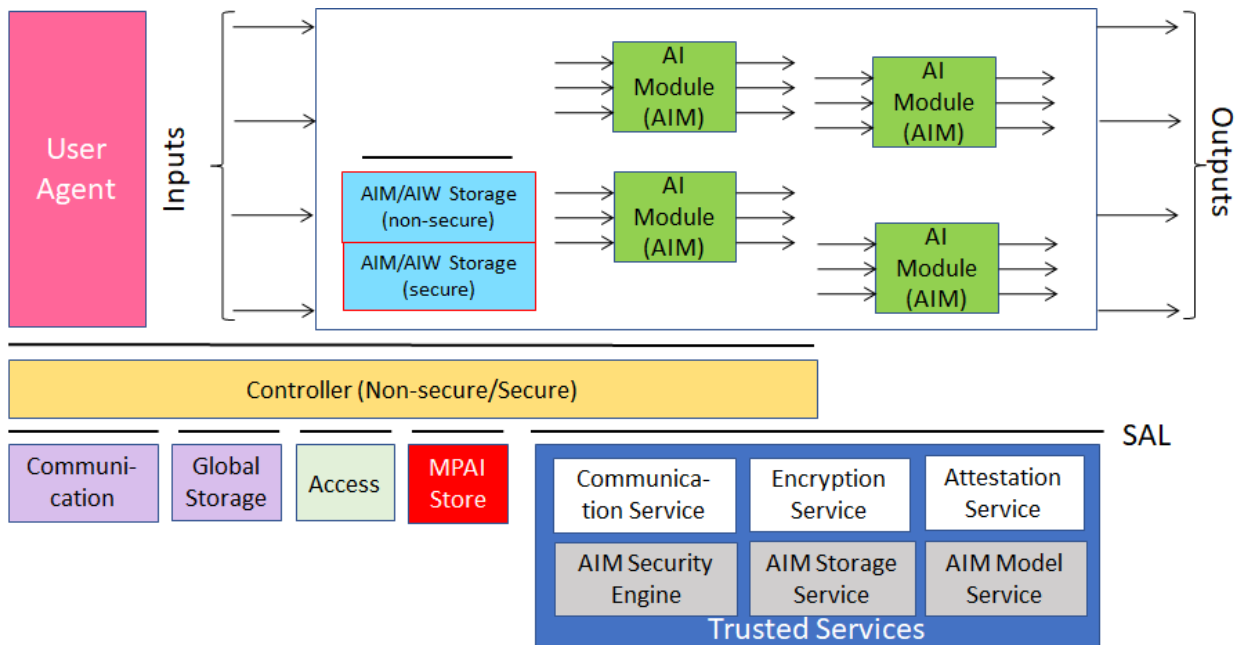 User
Agent
Inputs
AI
Module
(AIM)
AI
Module
(AIM)
AIM/AIW Storage
(non-secure)
AIM/AIW Storage
(secure)
AI
Module
(AIM)
AI
Module
(AIM)
Outputs
Controller (Non-secure/Secure)
SAL
Communi-
cation
Global
Storage
Access
MPAI
Store
Communica-
tion Service
Encryption
Service
Attestation
Service
AIM Security
Engine
AIM Storage
Service
AIM Model
Service
Trusted Services